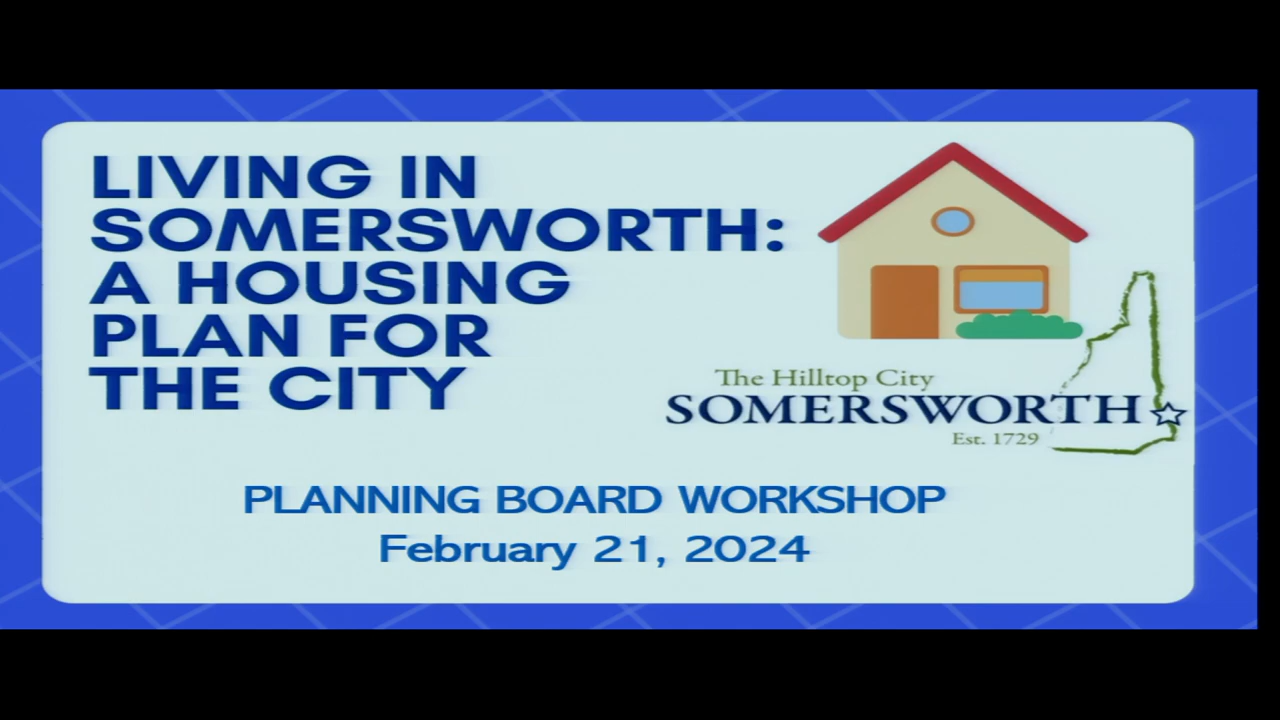 LIVING IN
SOMERSWORTH:
A HOUSING
PLAN FOR
THE CITY
The Hilltop City
SOMERSWORTH
Est. 1729
PLANNING BOARD WORKSHOP
February 21, 2024